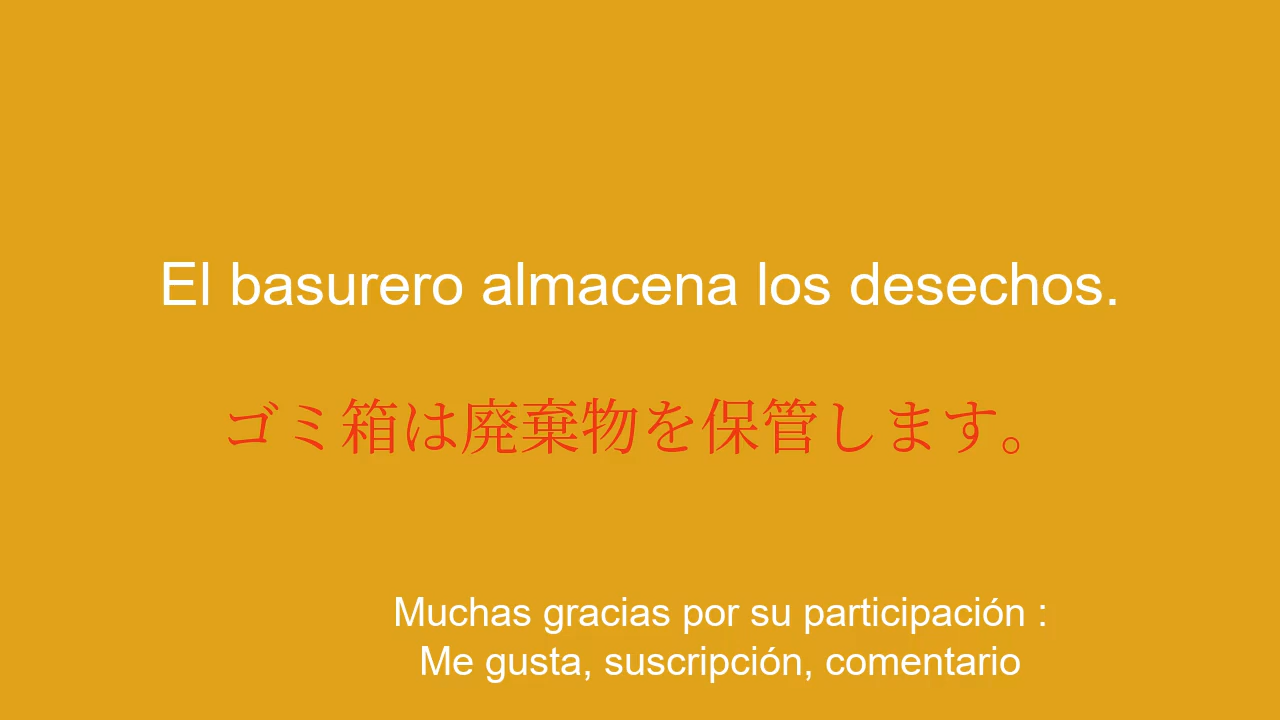 El basurero almacena los desechos.
ゴミ箱は廃棄物を保管します。
Muchas gracias por su participación :
Me gusta, suscripción, comentario